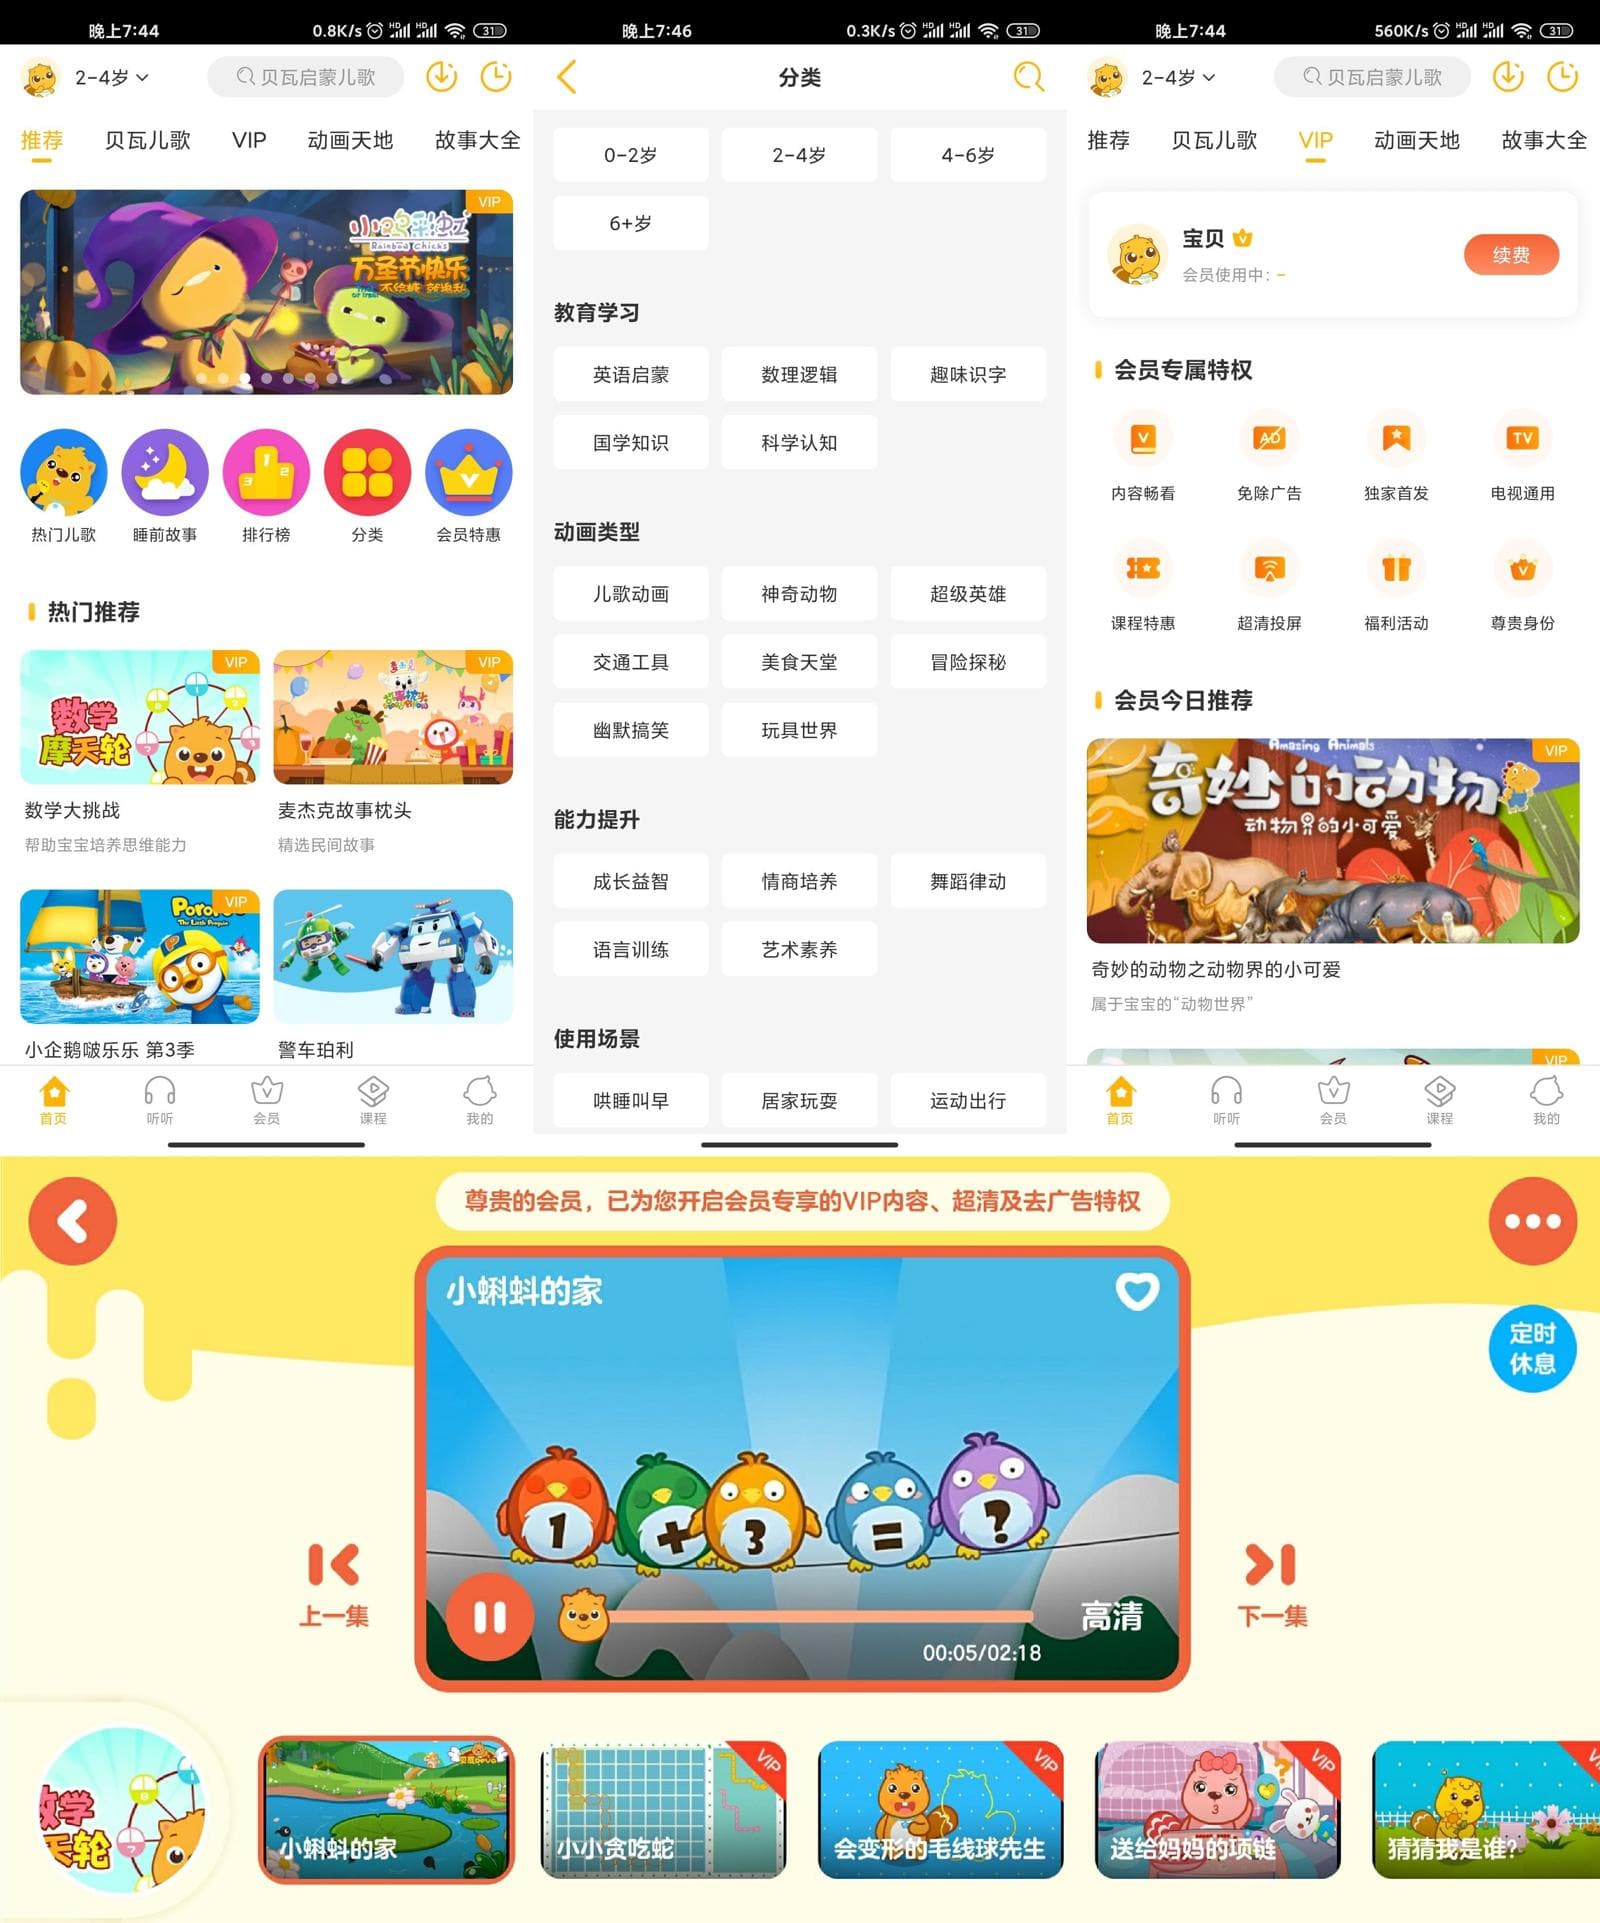 晚上7:44
0.8K/s HD HD 31
2-4岁
贝瓦启蒙儿歌
推荐 贝瓦儿歌 VIP 动画天地 故事大全
VIP
小鸡彩虹
Rainbow Chicks
万圣节快乐
不给糖 就捣乱
热门儿歌 睡前故事 排行榜 分类 会员特惠
热门推荐
VIP
数学
摩天轮
VIP
数学大挑战
麦杰克故事枕头
帮助宝宝培养思维能力
精选民间故事
VIP
Pororo
The Little Penguin
小企鹅啵乐乐 第3季
警车珀利
首页 听听 会员 课程 我的
晚上7:46
0.3K/s HD HD 31
分类
0-2岁 2-4岁 4-6岁
6+岁
教育学习
英语启蒙 数理逻辑 趣味识字
国学知识 科学认知
动画类型
儿歌动画 神奇动物 超级英雄
交通工具 美食天堂 冒险探秘
幽默搞笑 玩具世界
能力提升
成长益智 情商培养 舞蹈律动
语言训练 艺术素养
使用场景
哄睡叫早 居家玩耍 运动出行
晚上7:44
560K/s HD HD 31
2-4岁
贝瓦启蒙儿歌
推荐 贝瓦儿歌 VIP 动画天地 故事大全
宝贝
会员使用中: -
续费
会员专属特权
V AD TV
内容畅看 免除广告 独家首发 电视通用
课程特惠 超清投屏 福利活动 尊贵身份
会员今日推荐
VIP
Amazing Animals
奇妙的动物
动物界的小可爱
奇妙的动物之动物界的小可爱
属于宝宝的“动物世界”
VIP
首页 听听 会员 课程 我的
尊贵的会员，已为您开启会员专享的VIP内容、超清及去广告特权
小蝌蚪的家
定时
休息
1 + 3 = ?
上一集
下一集
高清
00:05/02:18
数学
天轮
小蝌蚪的家
VIP
小小贪吃蛇
VIP
会变形的毛线球先生
VIP
送给妈妈的项链
猜猜我是谁?